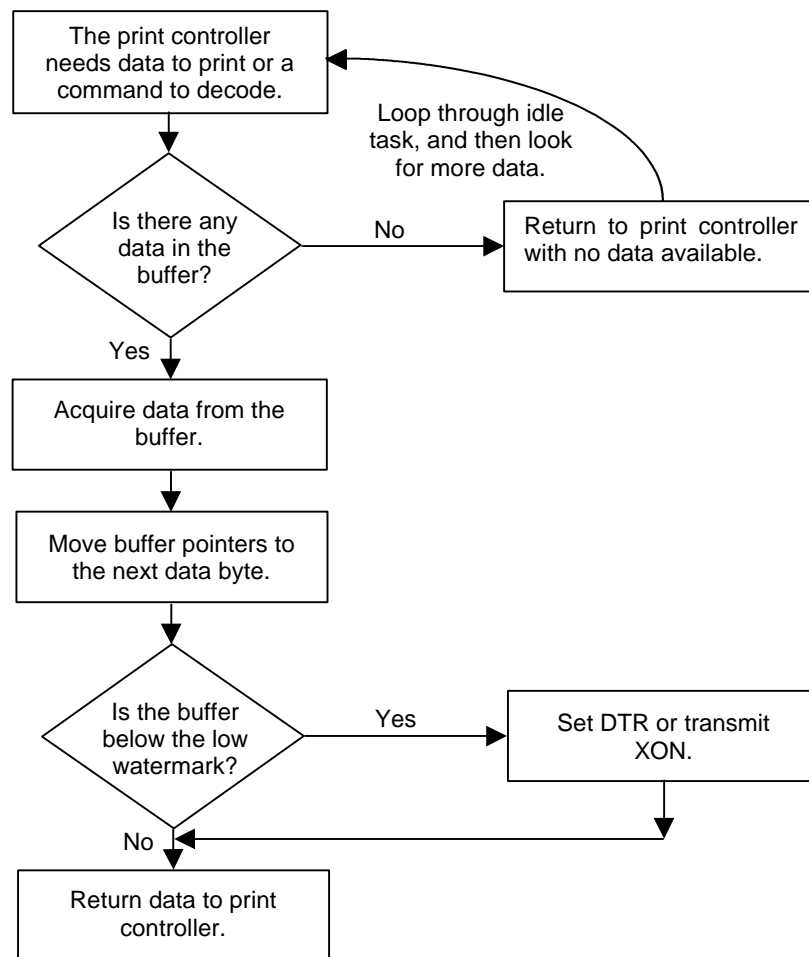 The print controller
needs data to print or a
command to decode.
Loop through idle
task, and then look
for more data.
Is there any
data in the
buffer?
No
Return to print controller
with no data available.
Yes
Acquire data from the
buffer.
Move buffer pointers to
the next data byte.
Is the buffer
below the low
watermark?
Yes
Set DTR or transmit
XON.
No
Return data to print
controller.